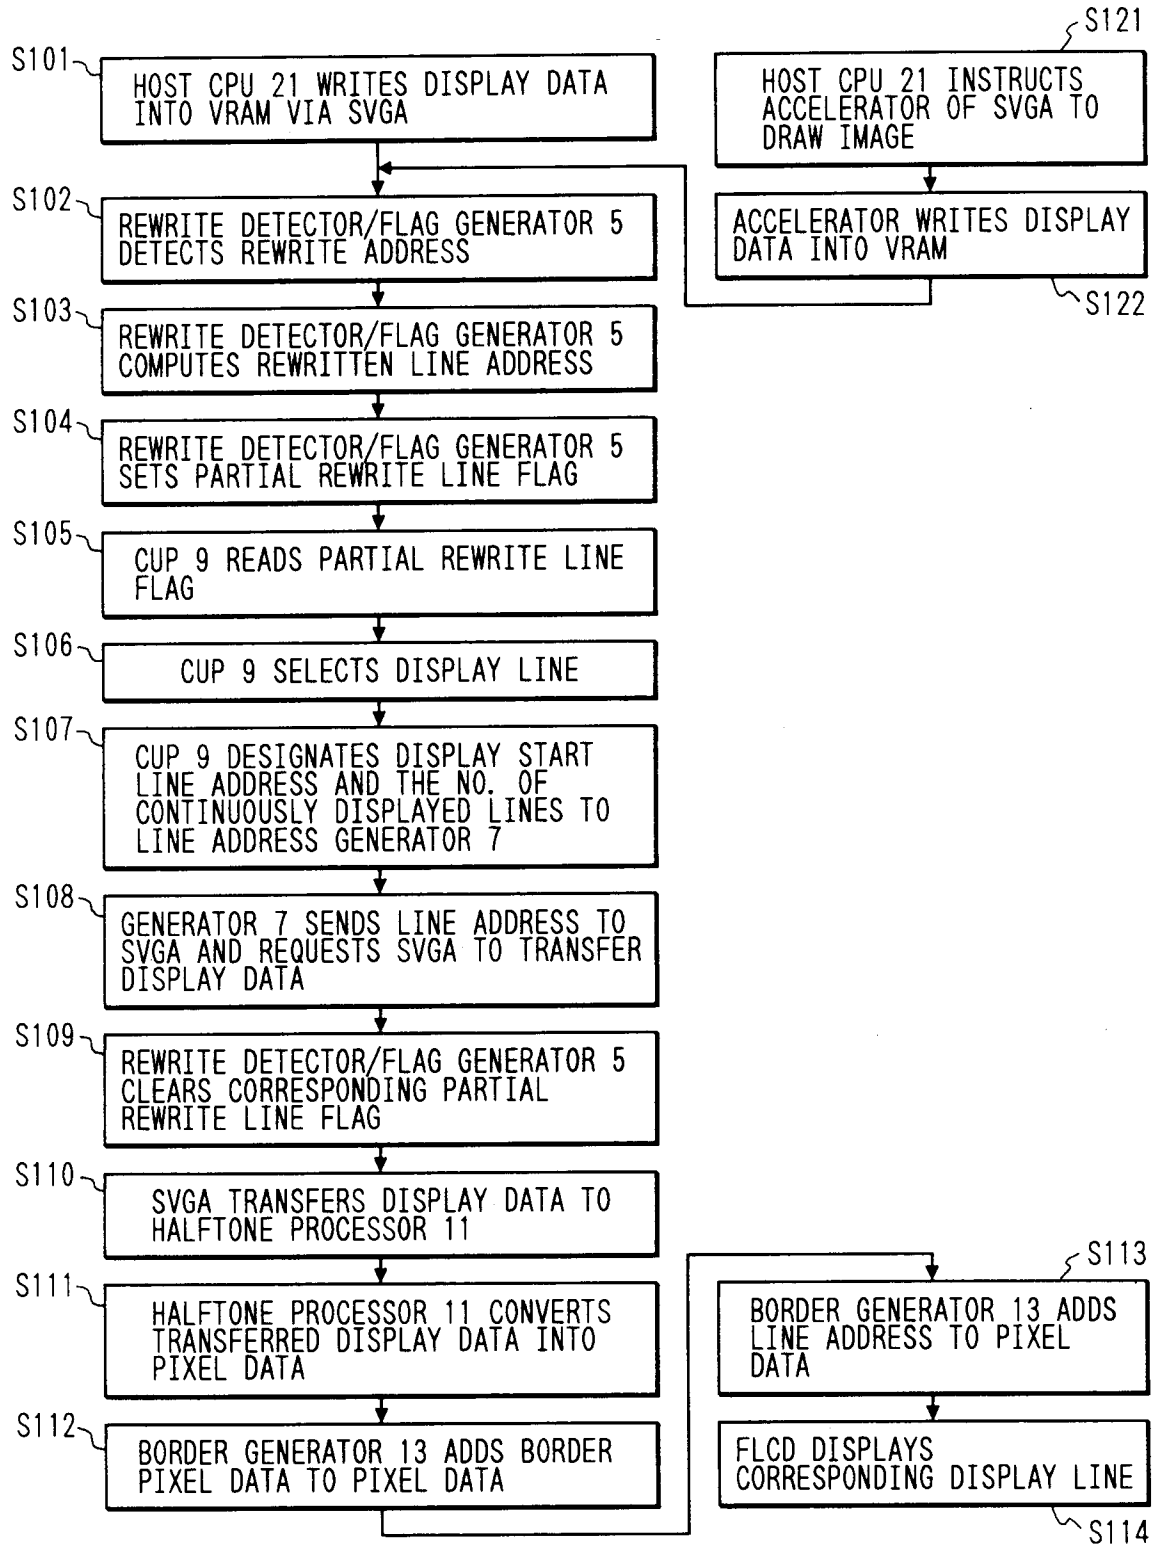 S101
HOST CPU 21 WRITES DISPLAY DATA
INTO VRAM VIA SVGA
S121
HOST CPU 21 INSTRUCTS
ACCELERATOR OF SVGA TO
DRAW IMAGE
S102
REWRITE DETECTOR/FLAG GENERATOR 5
DETECTS REWRITE ADDRESS
ACCELERATOR WRITES DISPLAY
DATA INTO VRAM
S122
S103
REWRITE DETECTOR/FLAG GENERATOR 5
COMPUTES REWRITTEN LINE ADDRESS
S104
REWRITE DETECTOR/FLAG GENERATOR 5
SETS PARTIAL REWRITE LINE FLAG
S105
CUP 9 READS PARTIAL REWRITE LINE
FLAG
S106
CUP 9 SELECTS DISPLAY LINE
S107
CUP 9 DESIGNATES DISPLAY START
LINE ADDRESS AND THE NO. OF
CONTINUOUSLY DISPLAYED LINES TO
LINE ADDRESS GENERATOR 7
S108
GENERATOR 7 SENDS LINE ADDRESS TO
SVGA AND REQUESTS SVGA TO TRANSFER
DISPLAY DATA
S109
REWRITE DETECTOR/FLAG GENERATOR 5
CLEARS CORRESPONDING PARTIAL
REWRITE LINE FLAG
S110
SVGA TRANSFERS DISPLAY DATA TO
HALFTONE PROCESSOR 11
S111
HALFTONE PROCESSOR 11 CONVERTS
TRANSFERRED DISPLAY DATA INTO
PIXEL DATA
S112
BORDER GENERATOR 13 ADDS BORDER
PIXEL DATA TO PIXEL DATA
S113
BORDER GENERATOR 13 ADDS
LINE ADDRESS TO PIXEL
DATA
FLCD DISPLAYS
CORRESPONDING DISPLAY LINE
S114